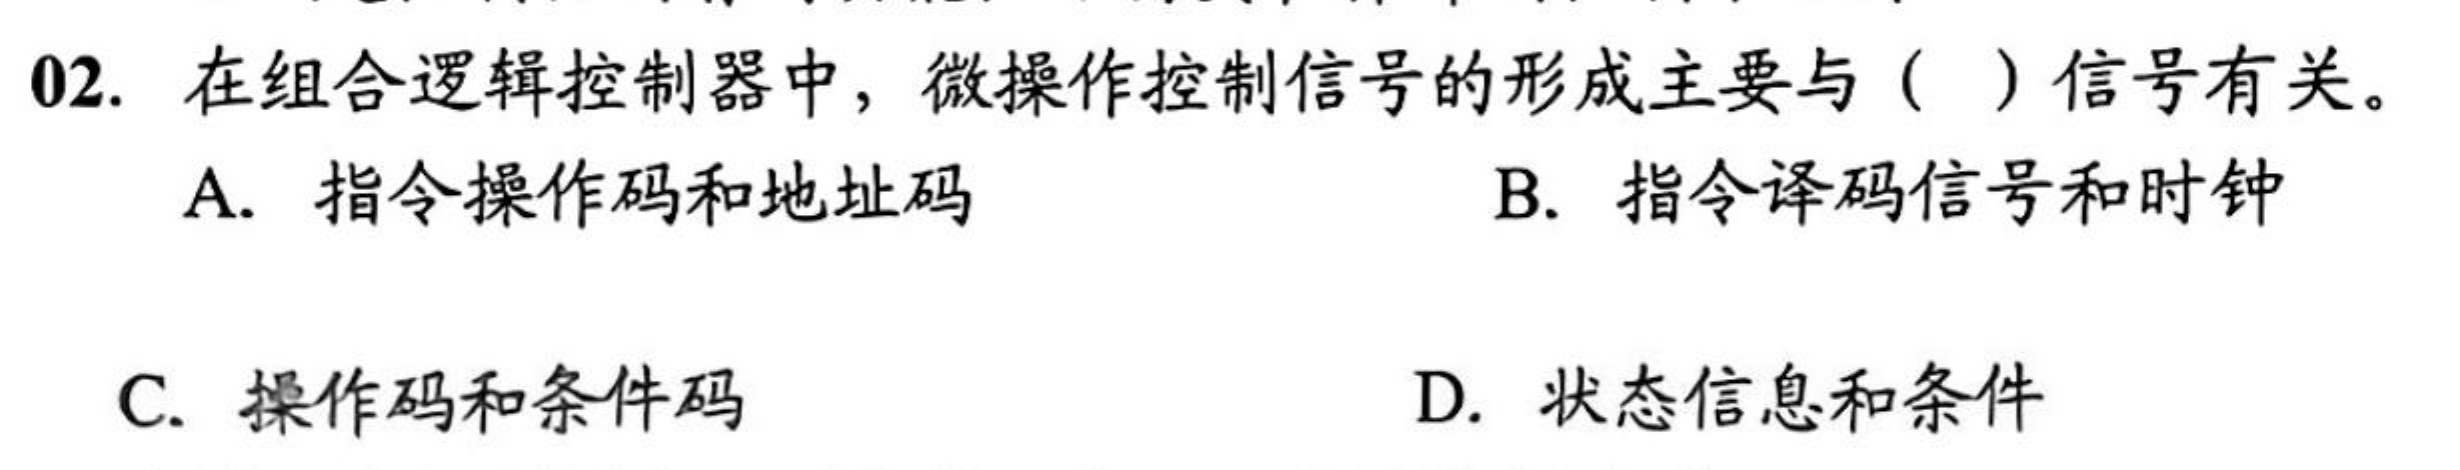 02. 在组合逻辑控制器中，微操作控制信号的形成主要与（ ）信号有关。
A. 指令操作码和地址码 B. 指令译码信号和时钟
C. 操作码和条件码 D. 状态信息和条件